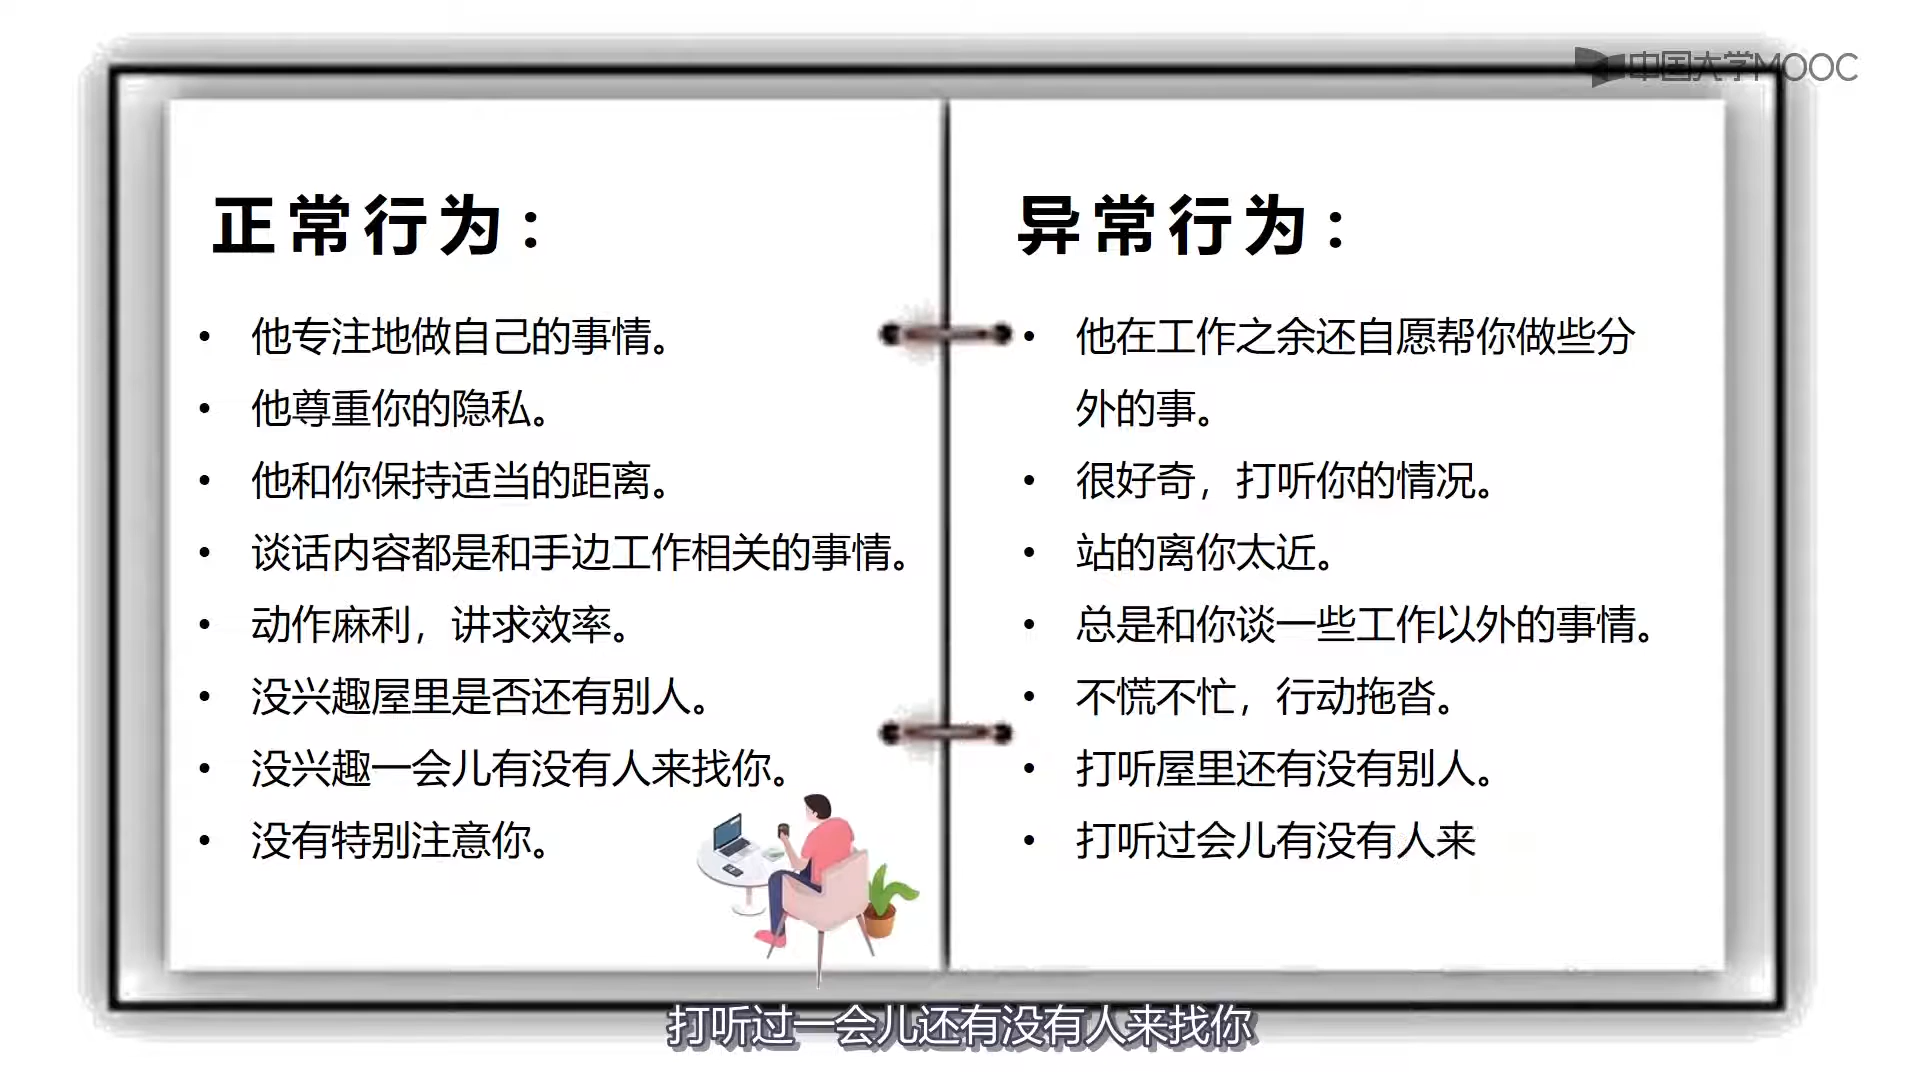 中国大学MOOC
正常行为：
• 他专注地做自己的事情。
• 他尊重你的隐私。
• 他和你保持适当的距离。
• 谈话内容都是和手边工作相关的事情。
• 动作麻利，讲求效率。
• 没兴趣屋里是否还有别人。
• 没兴趣一会儿有没有人来找你。
• 没有特别注意你。
异常行为：
• 他在工作之余还自愿帮你做些分
外的事。
• 很好奇，打听你的情况。
• 站的离你太近。
• 总是和你谈一些工作以外的事情。
• 不慌不忙，行动拖沓。
• 打听屋里还有没有别人。
• 打听过会儿有没有人来
打听过一会儿还有没有人来找你